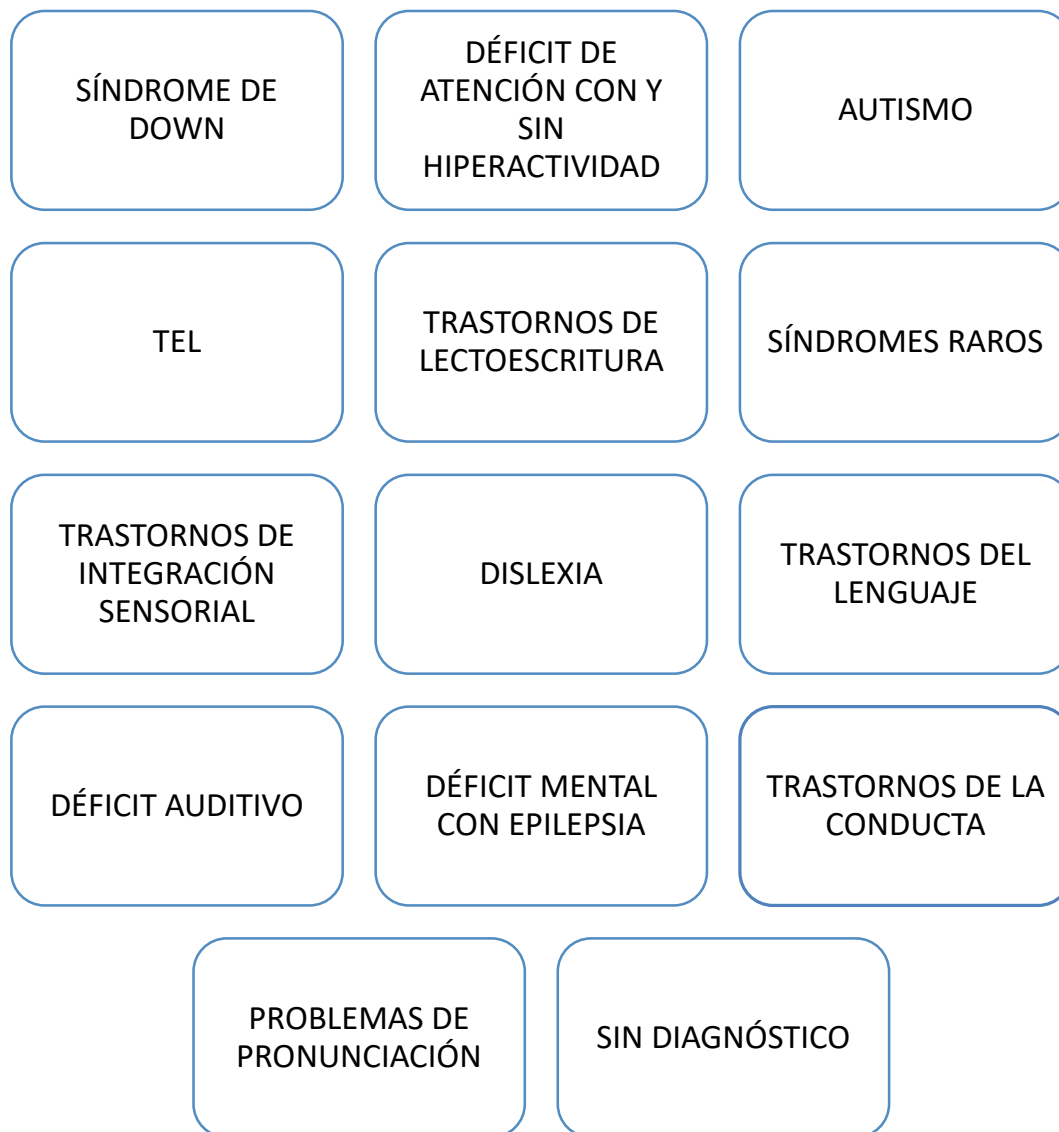 SÍNDROME DE
DOWN
DÉFICIT DE
ATENCIÓN CON Y
SIN
HIPERACTIVIDAD
AUTISMO
TEL
TRASTORNOS DE
LECTOESCRITURA
SÍNDROMES RAROS
TRASTORNOS DE
INTEGRACIÓN
SENSORIAL
DISLEXIA
TRASTORNOS DEL
LENGUAJE
DÉFICIT AUDITIVO
DÉFICIT MENTAL
CON EPILEPSIA
TRASTORNOS DE LA
CONDUCTA
PROBLEMAS DE
PRONUNCIACIÓN
SIN DIAGNÓSTICO